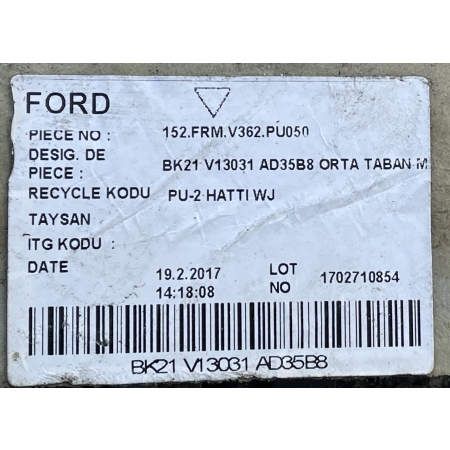 FORD
PIECE NO : 152.FRM.V362.PU050
DESIG. DE
PIECE : BK21 V13031 AD35B8 ORTA TABAN M
RECYCLE KODU PU-2 HATTI WJ
TAYSAN
ITG KODU :
DATE 19.2.2017 LOT
14:18:08 NO 1702710854
BK21 V13031 AD35B8